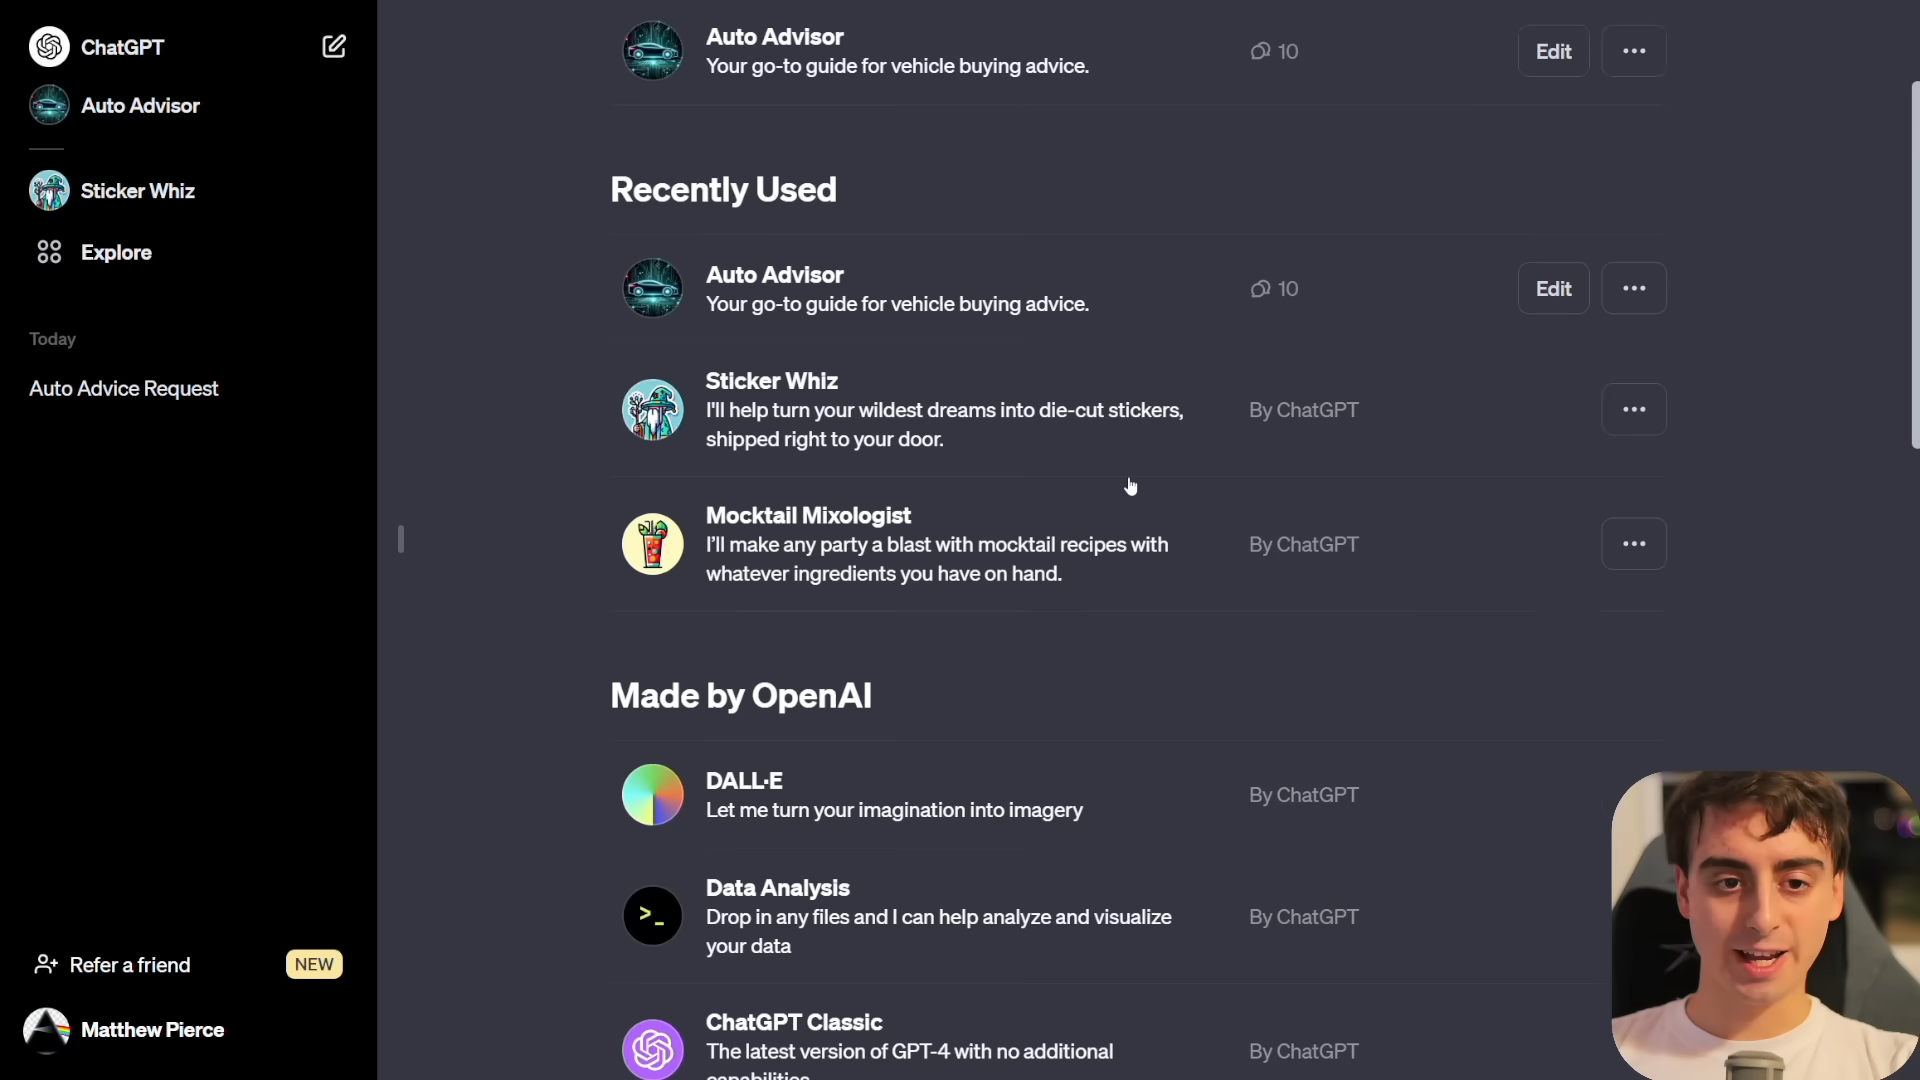 ChatGPT
Auto Advisor
Sticker Whiz
Explore
Today
Auto Advice Request
Refer a friend
NEW
Matthew Pierce
Auto Advisor
Your go-to guide for vehicle buying advice.
10
Edit
Recently Used
Auto Advisor
Your go-to guide for vehicle buying advice.
10
Edit
Sticker Whiz
I'll help turn your wildest dreams into die-cut stickers,
shipped right to your door.
By ChatGPT
Mocktail Mixologist
I'll make any party a blast with mocktail recipes with
whatever ingredients you have on hand.
By ChatGPT
Made by OpenAI
DALL·E
Let me turn your imagination into imagery
By ChatGPT
>_
Data Analysis
Drop in any files and I can help analyze and visualize
your data
By ChatGPT
ChatGPT Classic
The latest version of GPT-4 with no additional
capabilities
By ChatGPT